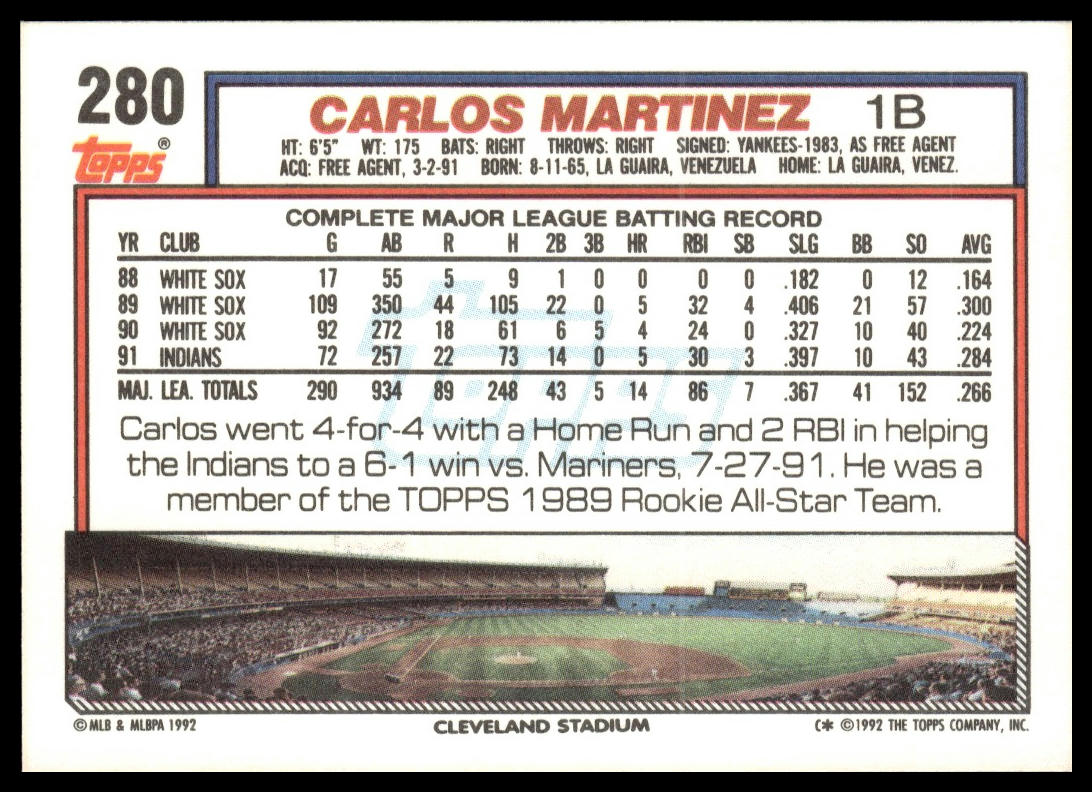 280
TOPPS®
CARLOS MARTINEZ 1B
HT: 6'5" WT: 175 BATS: RIGHT THROWS: RIGHT SIGNED: YANKEES-1983, AS FREE AGENT
ACQ: FREE AGENT, 3-2-91 BORN: 8-11-65, LA GUAIRA, VENEZUELA HOME: LA GUAIRA, VENEZ.
COMPLETE MAJOR LEAGUE BATTING RECORD
YR CLUB G AB R H 2B 3B HR RBI SB SLG BB SO AVG
88 WHITE SOX 17 55 5 9 1 0 0 0 0 .182 0 12 .164
89 WHITE SOX 109 350 44 105 22 0 5 32 4 .406 21 57 .300
90 WHITE SOX 92 272 18 61 6 5 4 24 0 .327 10 40 .224
91 INDIANS 72 257 22 73 14 0 5 30 3 .397 10 43 .284
MAJ. LEA. TOTALS 290 934 89 248 43 5 14 86 7 .367 41 152 .266
TOPPS
Carlos went 4-for-4 with a Home Run and 2 RBI in helping
the Indians to a 6-1 win vs. Mariners, 7-27-91. He was a
member of the TOPPS 1989 Rookie All-Star Team.
© MLB & MLBPA 1992 CLEVELAND STADIUM C* © 1992 THE TOPPS COMPANY, INC.